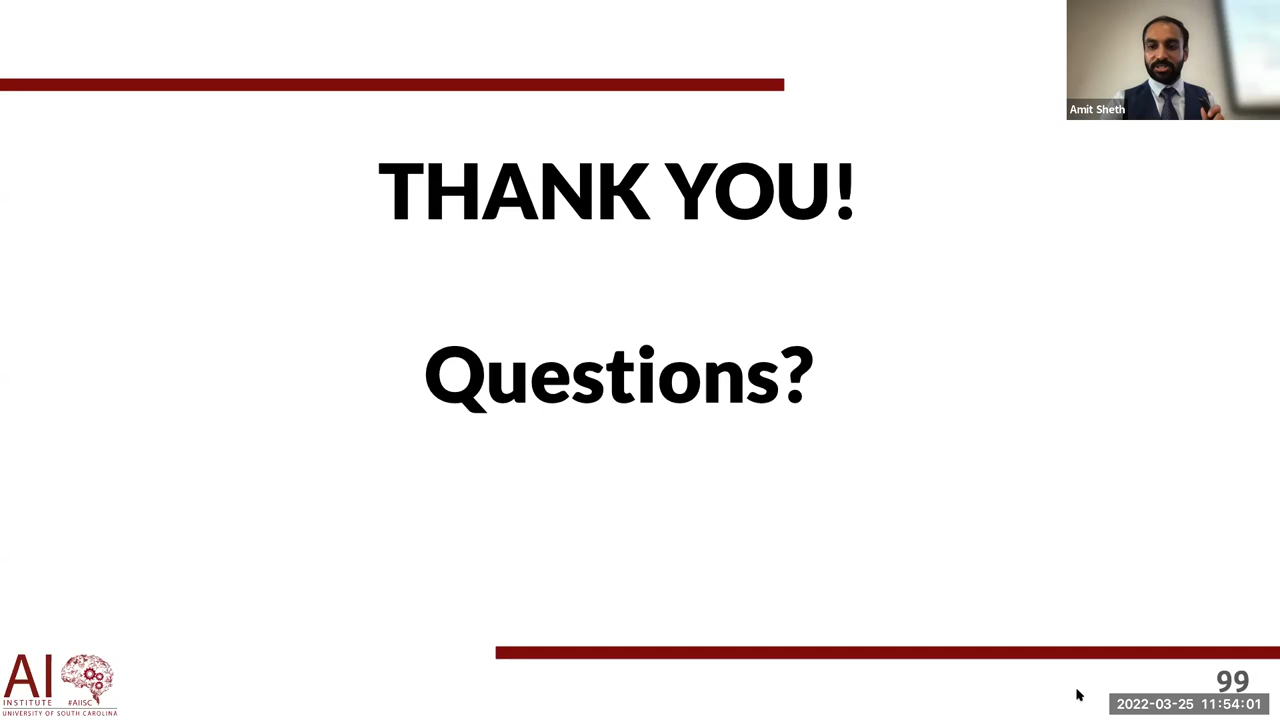 Amit Sheth
THANK YOU!
Questions?
AI
INSTITUTE #AIISC
UNIVERSITY OF SOUTH CAROLINA
99
2022-03-25 11:54:01